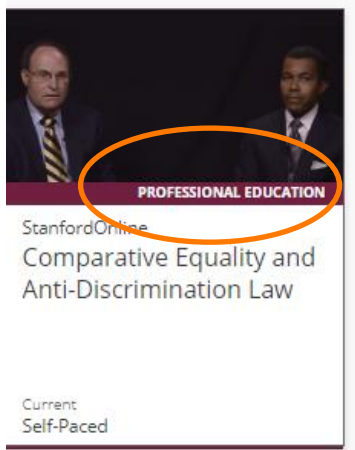 PROFESSIONAL EDUCATION
StanfordOnline
Comparative Equality and
Anti-Discrimination Law
Current
Self-Paced